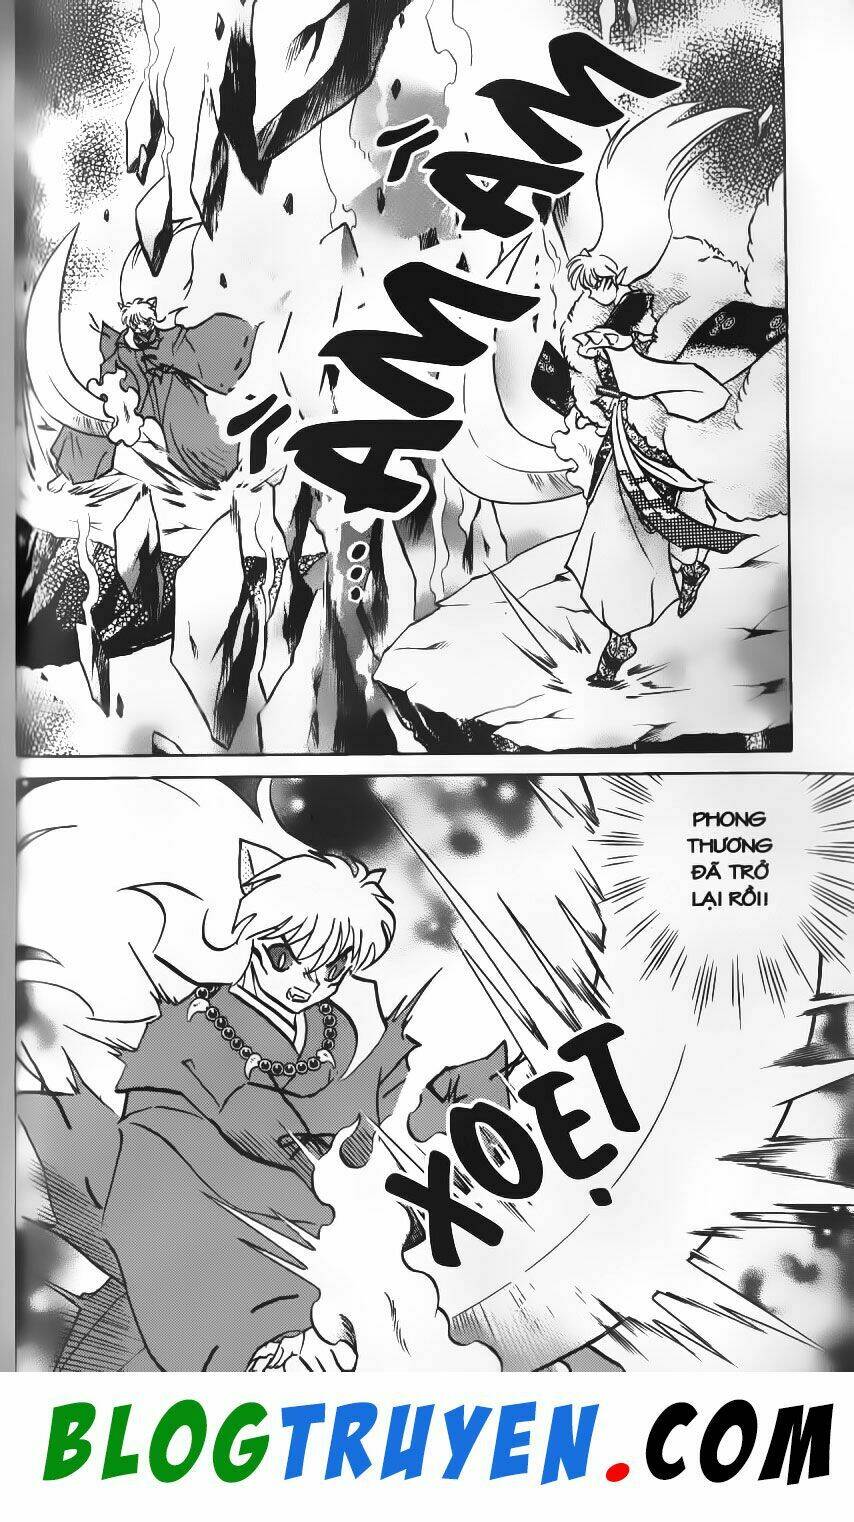 ẦM ẦM
ẦM
PHONG
THƯƠNG
ĐÃ TRỞ
LẠI RỒI!
XOẸT
BLOGTRUYEN.COM